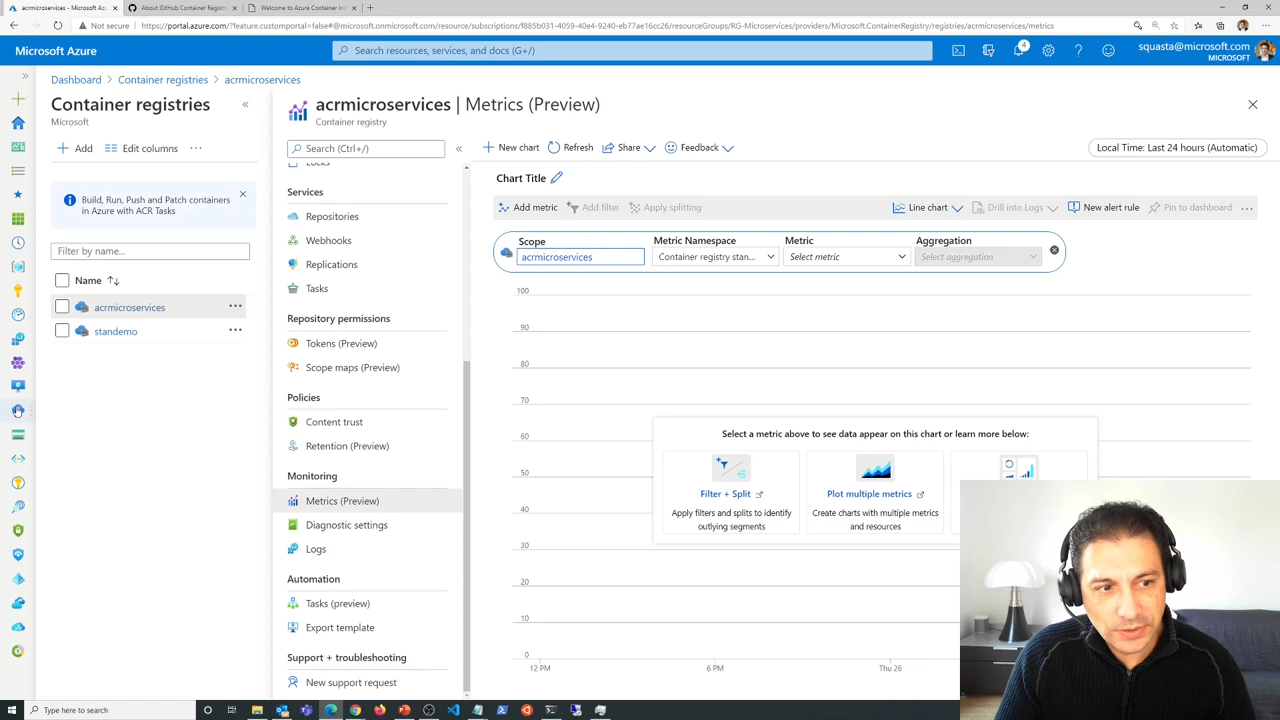 acrmicroservices - Microsoft Azu
About GitHub Container Registry
Welcome to Azure Container Ins
Not secure
https://portal.azure.com/?feature.customportal=false#@microsoft.onmicrosoft.com/resource/subscriptions/f885b031-4059-40e4-9240-eb77ae16cc26/resourceGroups/RG-Microservices/providers/Microsoft.ContainerRegistry/registries/acrmicroservices/metrics
Microsoft Azure
Search resources, services, and docs (G+/)
4
squasta@microsoft.com
MICROSOFT
Dashboard > Container registries > acrmicroservices
Container registries
Microsoft
Add
Edit columns
Build, Run, Push and Patch containers
in Azure with ACR Tasks
Filter by name...
Name
acrmicroservices
standemo
acrmicroservices | Metrics (Preview)
Container registry
Search (Ctrl+/)
Locks
Services
Repositories
Webhooks
Replications
Tasks
Repository permissions
Tokens (Preview)
Scope maps (Preview)
Policies
Content trust
Retention (Preview)
Monitoring
Metrics (Preview)
Diagnostic settings
Logs
Automation
Tasks (preview)
Export template
Support + troubleshooting
New support request
New chart
Refresh
Share
Feedback
Local Time: Last 24 hours (Automatic)
Chart Title
Add metric
Add filter
Apply splitting
Line chart
Drill into Logs
New alert rule
Pin to dashboard
Scope
acrmicroservices
Metric Namespace
Container registry stan...
Metric
Select metric
Aggregation
Select aggregation
100
90
80
70
60
50
40
30
20
10
0
12 PM
6 PM
Thu 26
Select a metric above to see data appear on this chart or learn more below:
Filter + Split
Apply filters and splits to identify
outlying segments
Plot multiple metrics
Create charts with multiple metrics
and resources
Type here to search